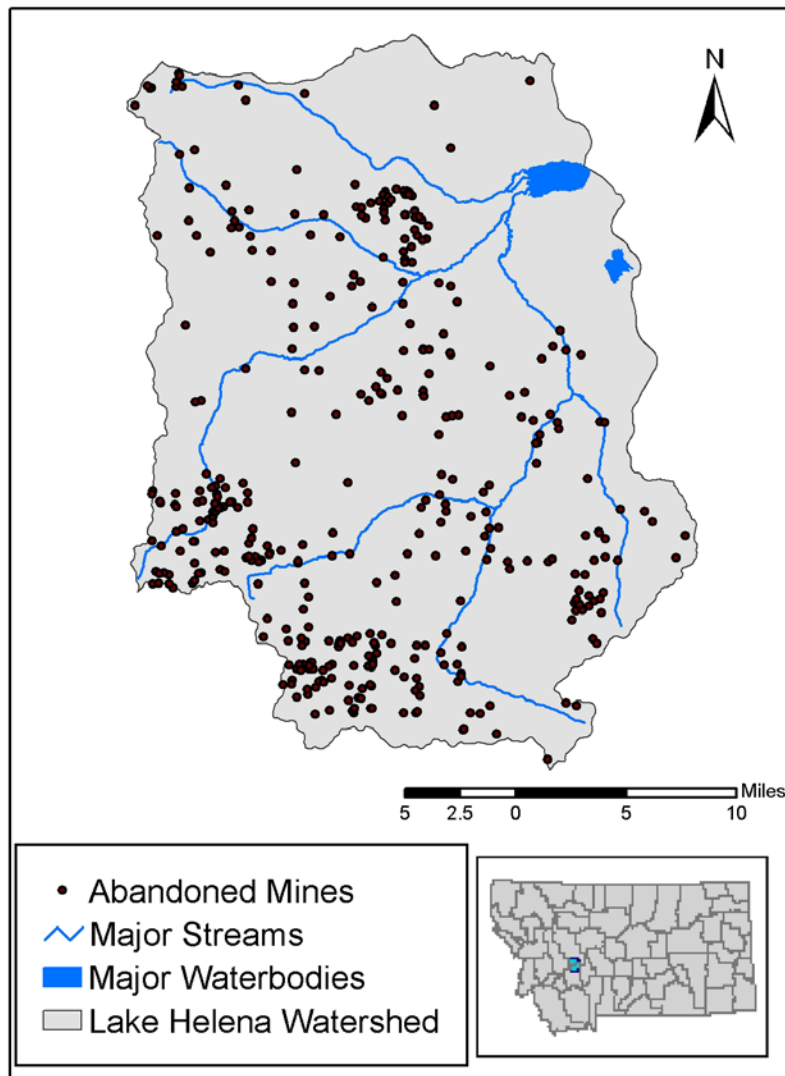 N
Miles
5 2.5 0 5 10
Abandoned Mines
Major Streams
Major Waterbodies
Lake Helena Watershed